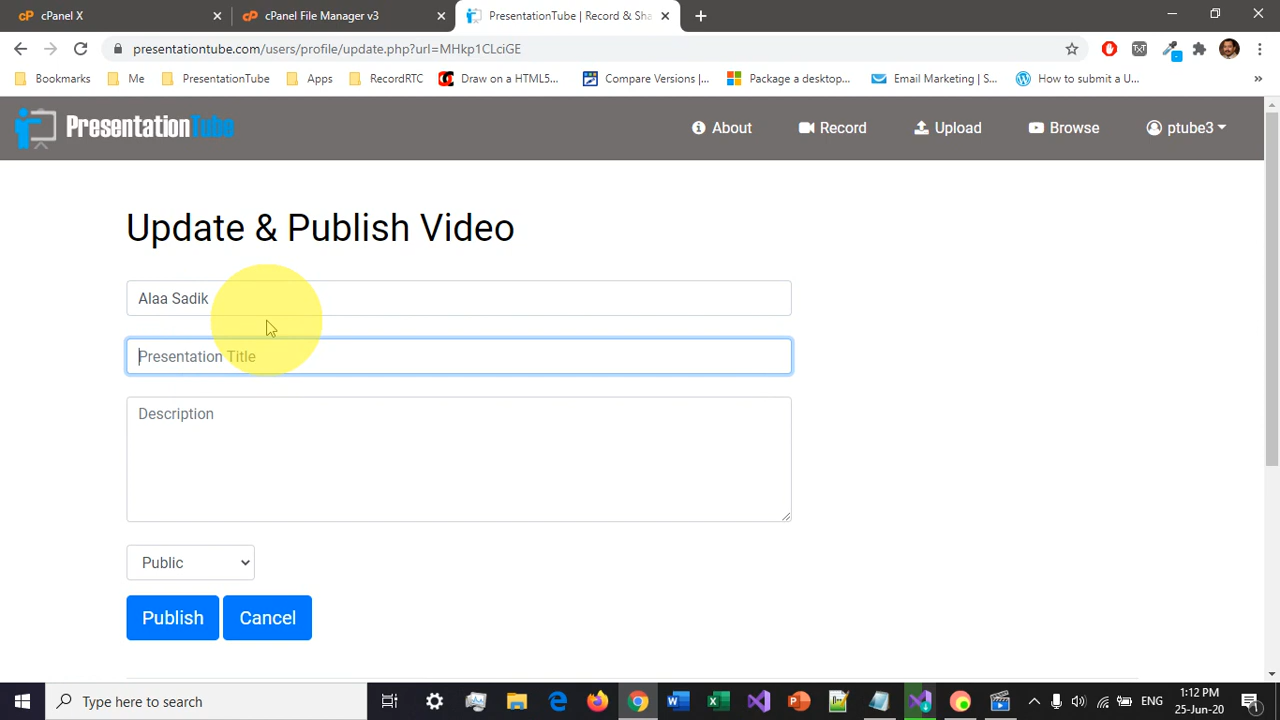 cPanel X
cPanel File Manager v3
PresentationTube | Record & Sha
presentationtube.com/users/profile/update.php?url=MHkp1CLciGE
Bookmarks
Me
PresentationTube
Apps
RecordRTC
Draw on a HTML5...
Compare Versions |...
Package a desktop...
Email Marketing | S...
How to submit a U...
»
PresentationTube
About
Record
Upload
Browse
ptube3
Update & Publish Video
Alaa Sadik
Presentation Title
Description
Public
Publish
Cancel
Type here to search
ENG
1:12 PM
25-Jun-20
1